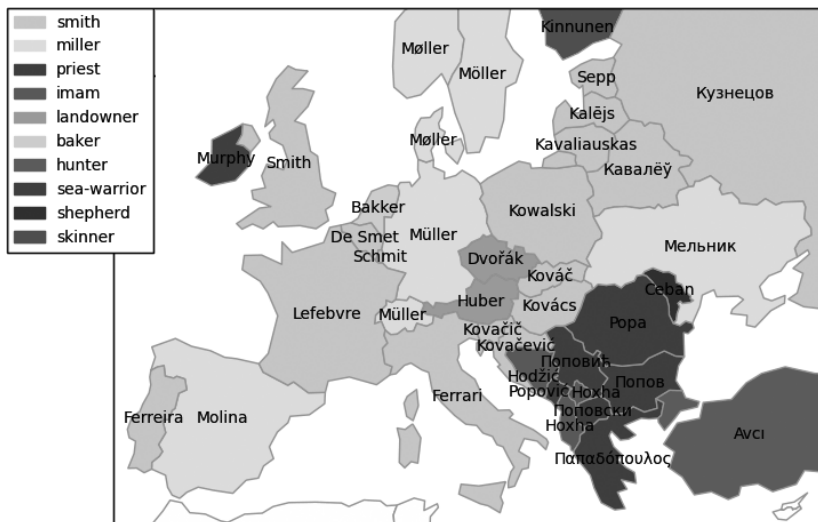 smith
miller
priest
imam
landowner
baker
hunter
sea-warrior
shepherd
skinner
Kinnunen
Møller
Möller
Sepp
Кузнецов
Kalējs
Møller
Kavaliauskas
Murphy
Smith
Кавалёў
Bakker
Kowalski
De Smet
Müller
Schmit
Dvořák
Мельник
Kováč
Ceban
Lefebvre
Müller
Huber
Kovács
Popa
Kovačič
Kovačević
Поповић
Hodžić
Попов
Popovic
Hoxha
Ferrari
Поповски
Ferreira
Molina
Hoxha
Avcı
Παπαδόπουλος